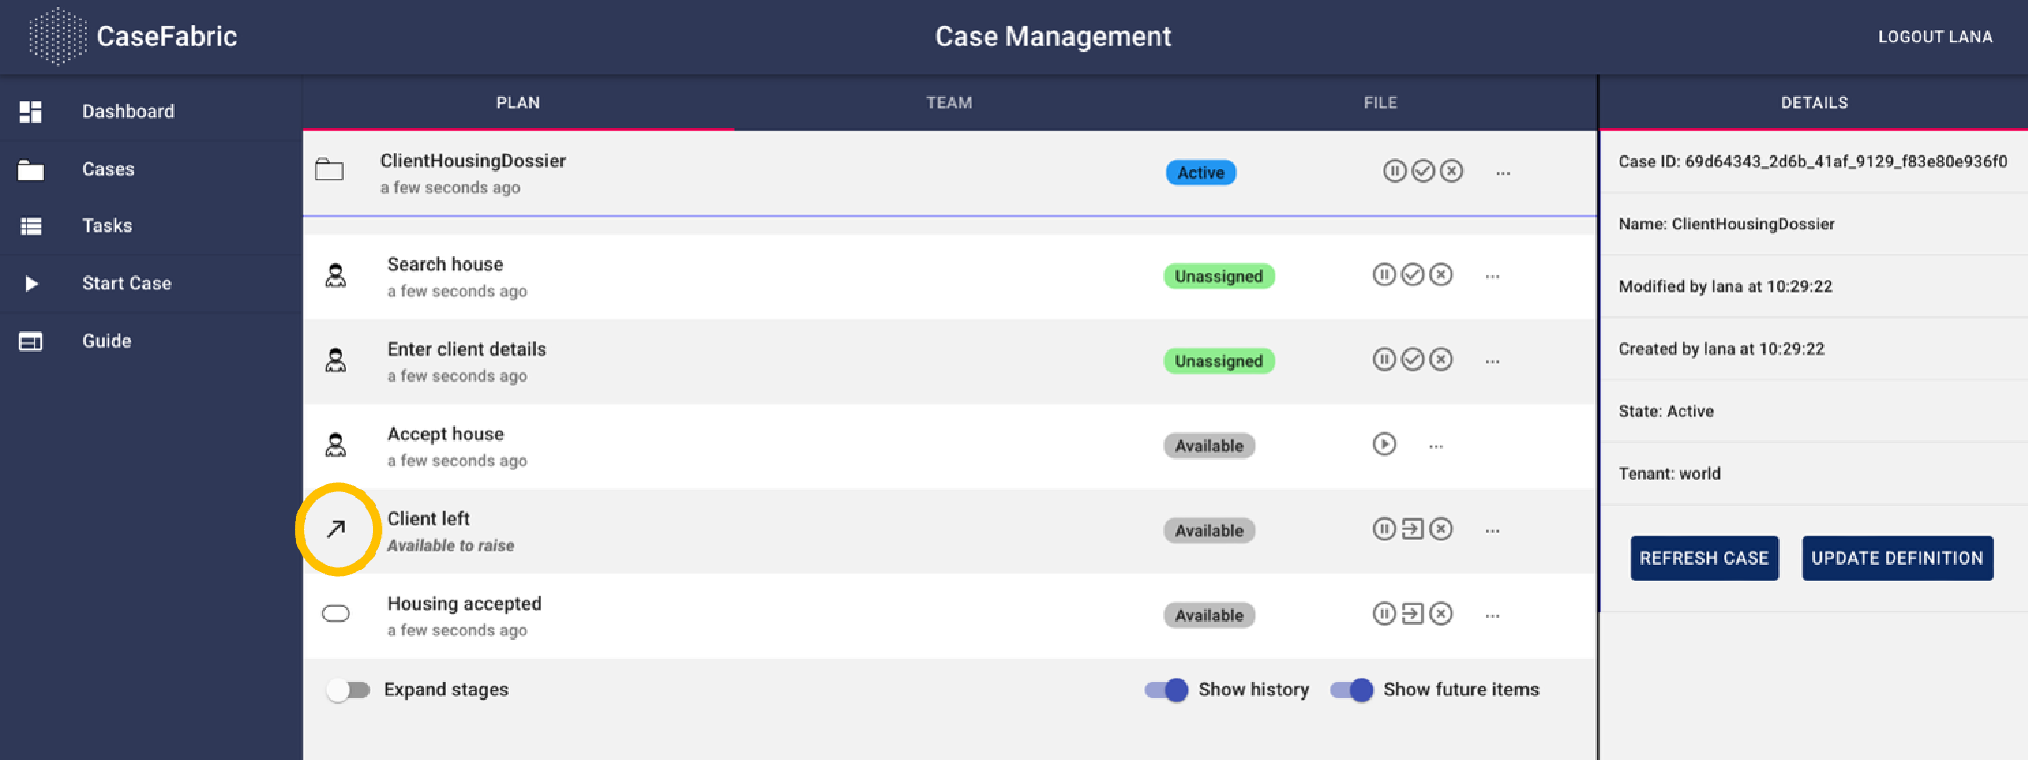 CaseFabric
Case Management
LOGOUT LANA
Dashboard
Cases
Tasks
Start Case
Guide
PLAN
TEAM
FILE
ClientHousingDossier
a few seconds ago
Active
...
Search house
a few seconds ago
Unassigned
...
Enter client details
a few seconds ago
Unassigned
...
Accept house
a few seconds ago
Available
...
Client left
Available to raise
Available
...
Housing accepted
a few seconds ago
Available
...
Expand stages
Show history
Show future items
DETAILS
Case ID: 69d64343_2d6b_41af_9129_f83e80e936f0
Name: ClientHousingDossier
Modified by lana at 10:29:22
Created by lana at 10:29:22
State: Active
Tenant: world
REFRESH CASE
UPDATE DEFINITION